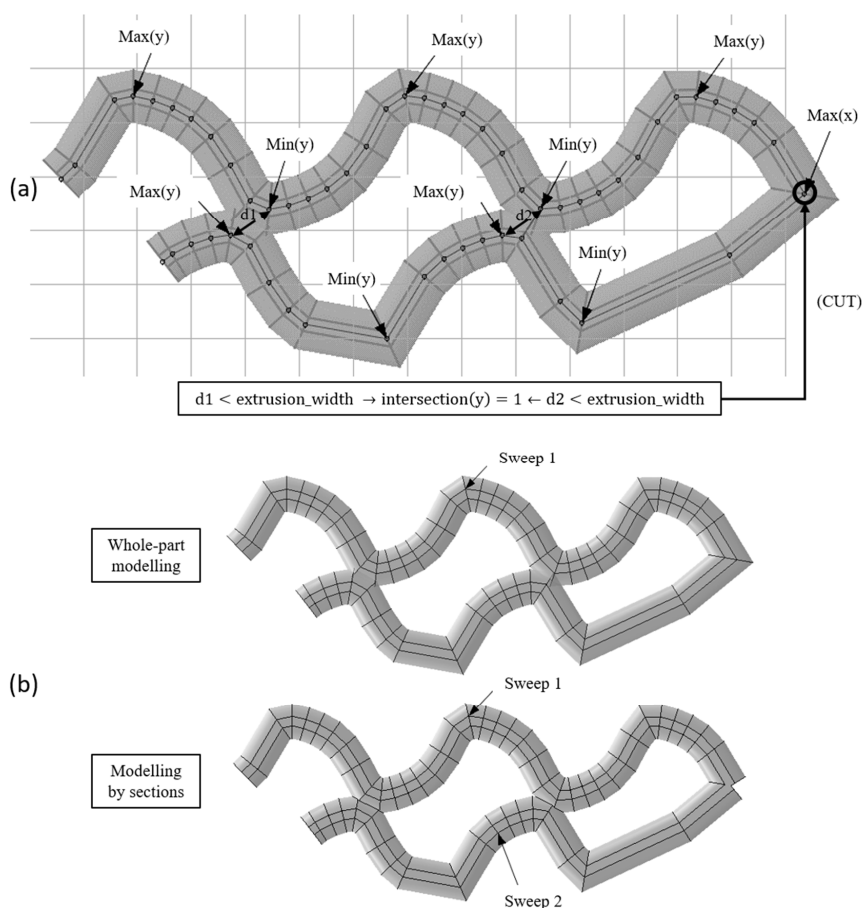 Max(y)
Max(y)
Max(y)
Max(x)
(a)
Max(y)
d1
Min(y)
Max(y)
d2
Min(y)
Min(y)
Min(y)
(CUT)
d1 < extrusion_width → intersection(y) = 1 ← d2 < extrusion_width
Sweep 1
Whole-part
modelling
(b)
Sweep 1
Modelling
by sections
Sweep 2